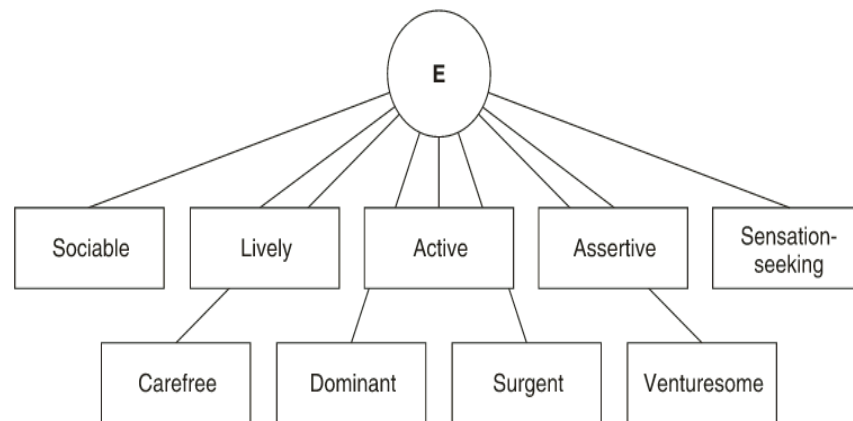 E
Sociable
Lively
Active
Assertive
Sensation-
seeking
Carefree
Dominant
Surgent
Venturesome